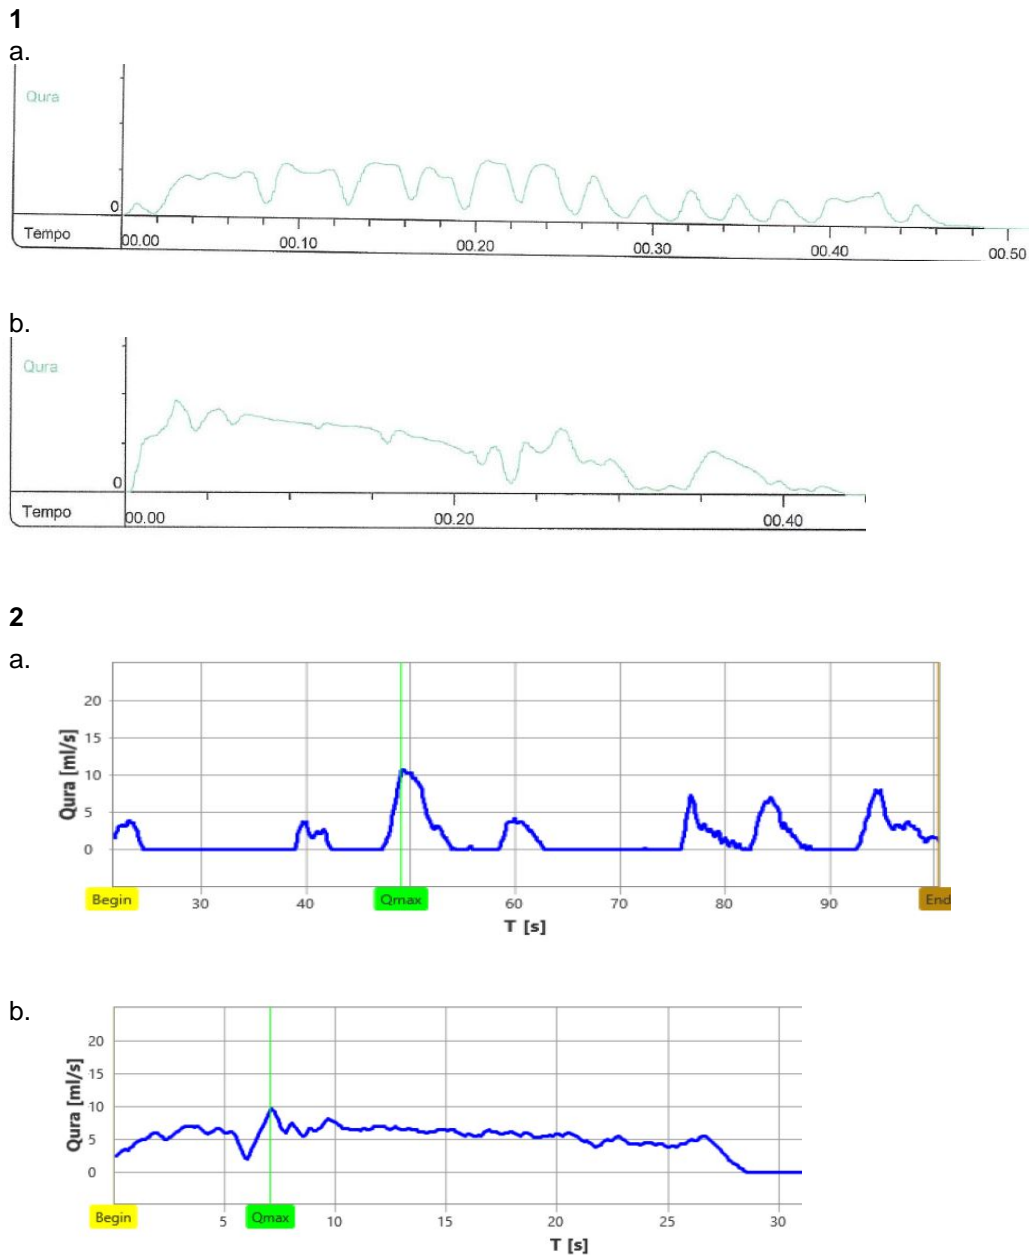 1
a.
Qura
0
Tempo 00.00 00.10 00.20 00.30 00.40 00.50
b.
Qura
0
Tempo 00.00 00.20 00.40
2
a.
Qura [ml/s]
20
15
10
5
0
Begin 30 40 Qmax 60 70 80 90 End
T [s]
b.
Qura [ml/s]
20
15
10
5
0
Begin 5 Qmax 10 15 20 25 30
T [s]